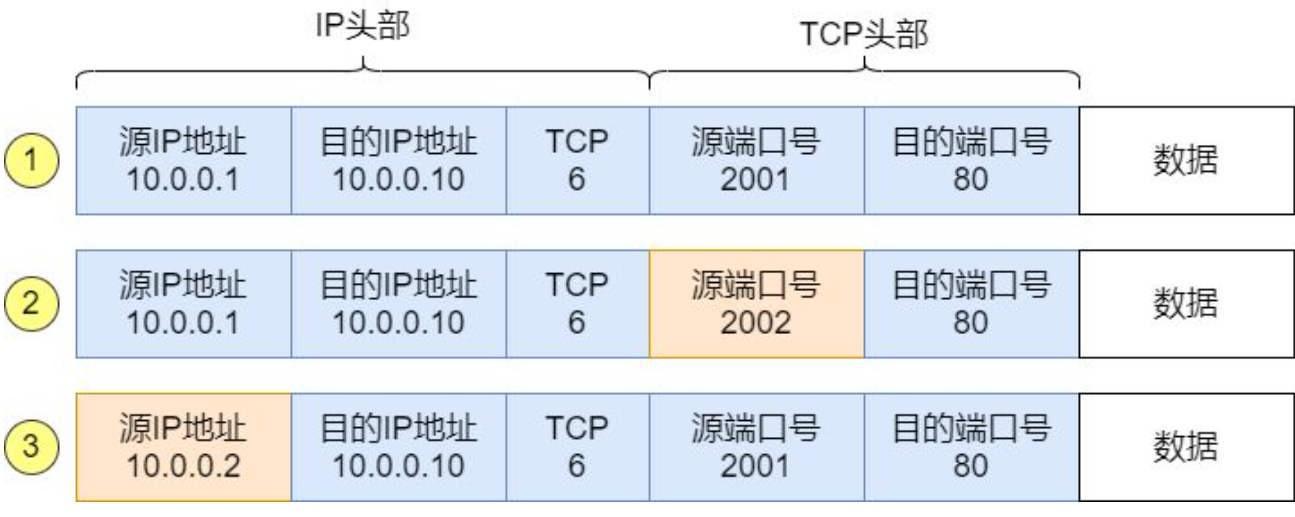 IP头部
TCP头部
1
源IP地址
10.0.0.1
目的IP地址
10.0.0.10
TCP
6
源端口号
2001
目的端口号
80
数据
2
源IP地址
10.0.0.1
目的IP地址
10.0.0.10
TCP
6
源端口号
2002
目的端口号
80
数据
3
源IP地址
10.0.0.2
目的IP地址
10.0.0.10
TCP
6
源端口号
2001
目的端口号
80
数据